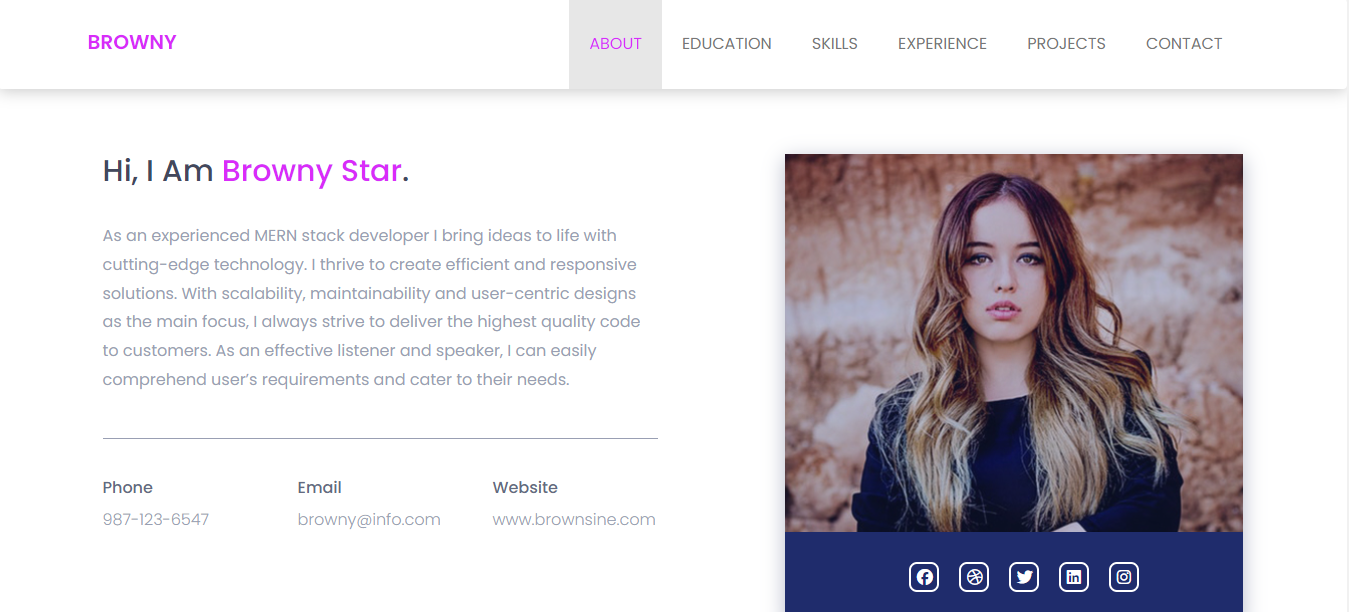 BROWNY
ABOUT
EDUCATION
SKILLS
EXPERIENCE
PROJECTS
CONTACT
Hi, I Am Browny Star.
As an experienced MERN stack developer I bring ideas to life with
cutting-edge technology. I thrive to create efficient and responsive
solutions. With scalability, maintainability and user-centric designs
as the main focus, I always strive to deliver the highest quality code
to customers. As an effective listener and speaker, I can easily
comprehend user’s requirements and cater to their needs.
Phone
987-123-6547
Email
browny@info.com
Website
www.brownsine.com